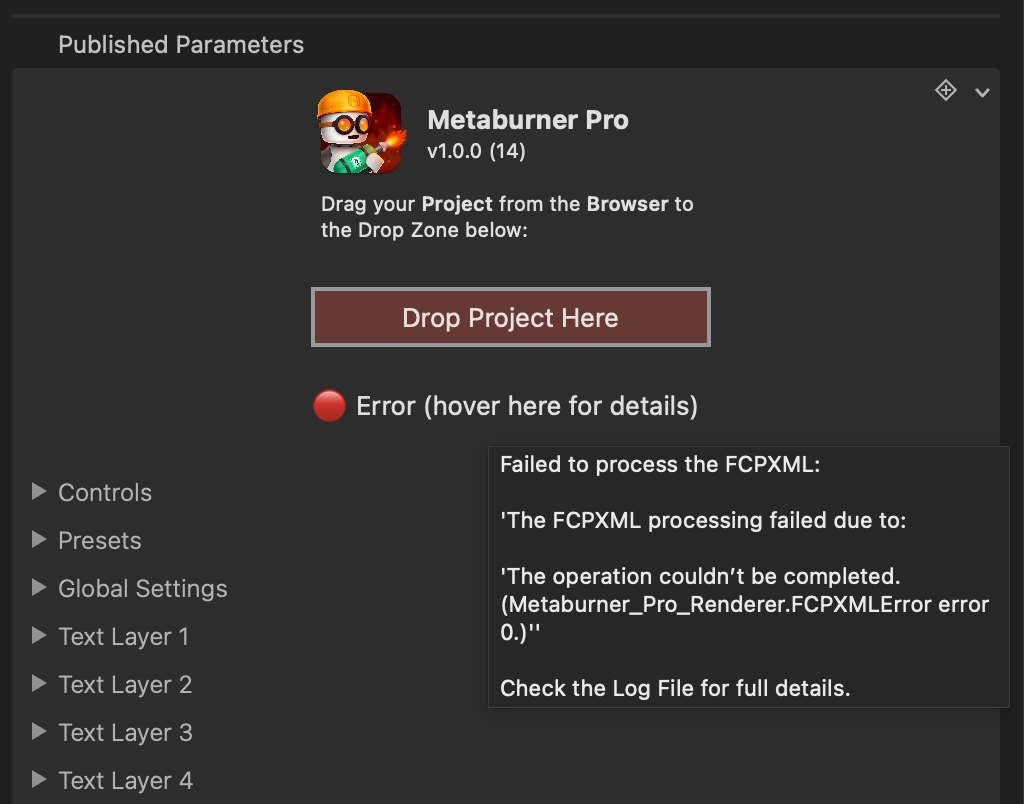 Published Parameters
Metaburner Pro
v1.0.0 (14)
Drag your Project from the Browser to
the Drop Zone below:
Drop Project Here
Error (hover here for details)
Failed to process the FCPXML:
'The FCPXML processing failed due to:
'The operation couldn’t be completed.
(Metaburner_Pro_Renderer.FCPXMLError error
0.)''
Check the Log File for full details.
Controls
Presets
Global Settings
Text Layer 1
Text Layer 2
Text Layer 3
Text Layer 4